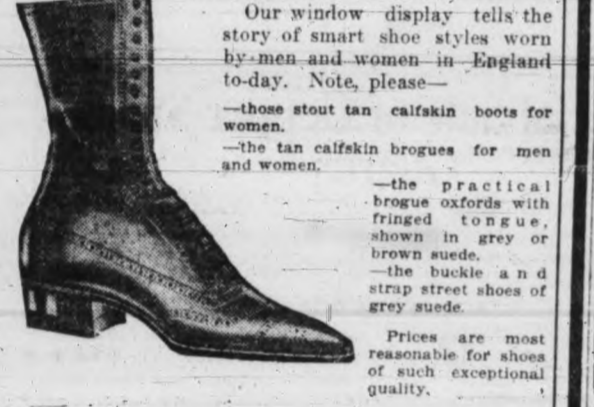 Our window display tells the
story of smart shoe styles worn
by men and women in England
to-day. Note, please—
—those stout tan calfskin boots for
women.
—the tan calfskin brogues for men
and women.
—the practical
brogue oxfords with
fringed tongue,
shown in grey or
brown suede.
—the buckle and
strap street shoes of
grey suede.
Prices are most
reasonable for shoes
of such exceptional
quality.